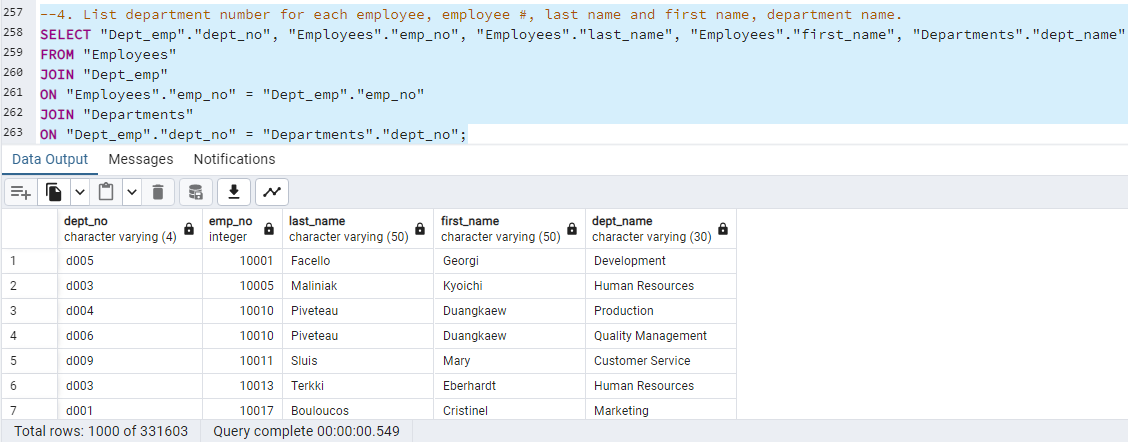 257 --4. List department number for each employee, employee #, last name and first name, department name.
258 SELECT "Dept_emp"."dept_no", "Employees"."emp_no", "Employees"."last_name", "Employees"."first_name", "Departments"."dept_name"
259 FROM "Employees"
260 JOIN "Dept_emp"
261 ON "Employees"."emp_no" = "Dept_emp"."emp_no"
262 JOIN "Departments"
263 ON "Dept_emp"."dept_no" = "Departments"."dept_no";
Data Output Messages Notifications
dept_no emp_no last_name first_name dept_name
character varying (4) integer character varying (50) character varying (50) character varying (30)
1 d005 10001 Facello Georgi Development
2 d003 10005 Maliniak Kyoichi Human Resources
3 d004 10010 Piveteau Duangkaew Production
4 d006 10010 Piveteau Duangkaew Quality Management
5 d009 10011 Sluis Mary Customer Service
6 d003 10013 Terkki Eberhardt Human Resources
7 d001 10017 Bouloucos Cristinel Marketing
Total rows: 1000 of 331603 Query complete 00:00:00.549